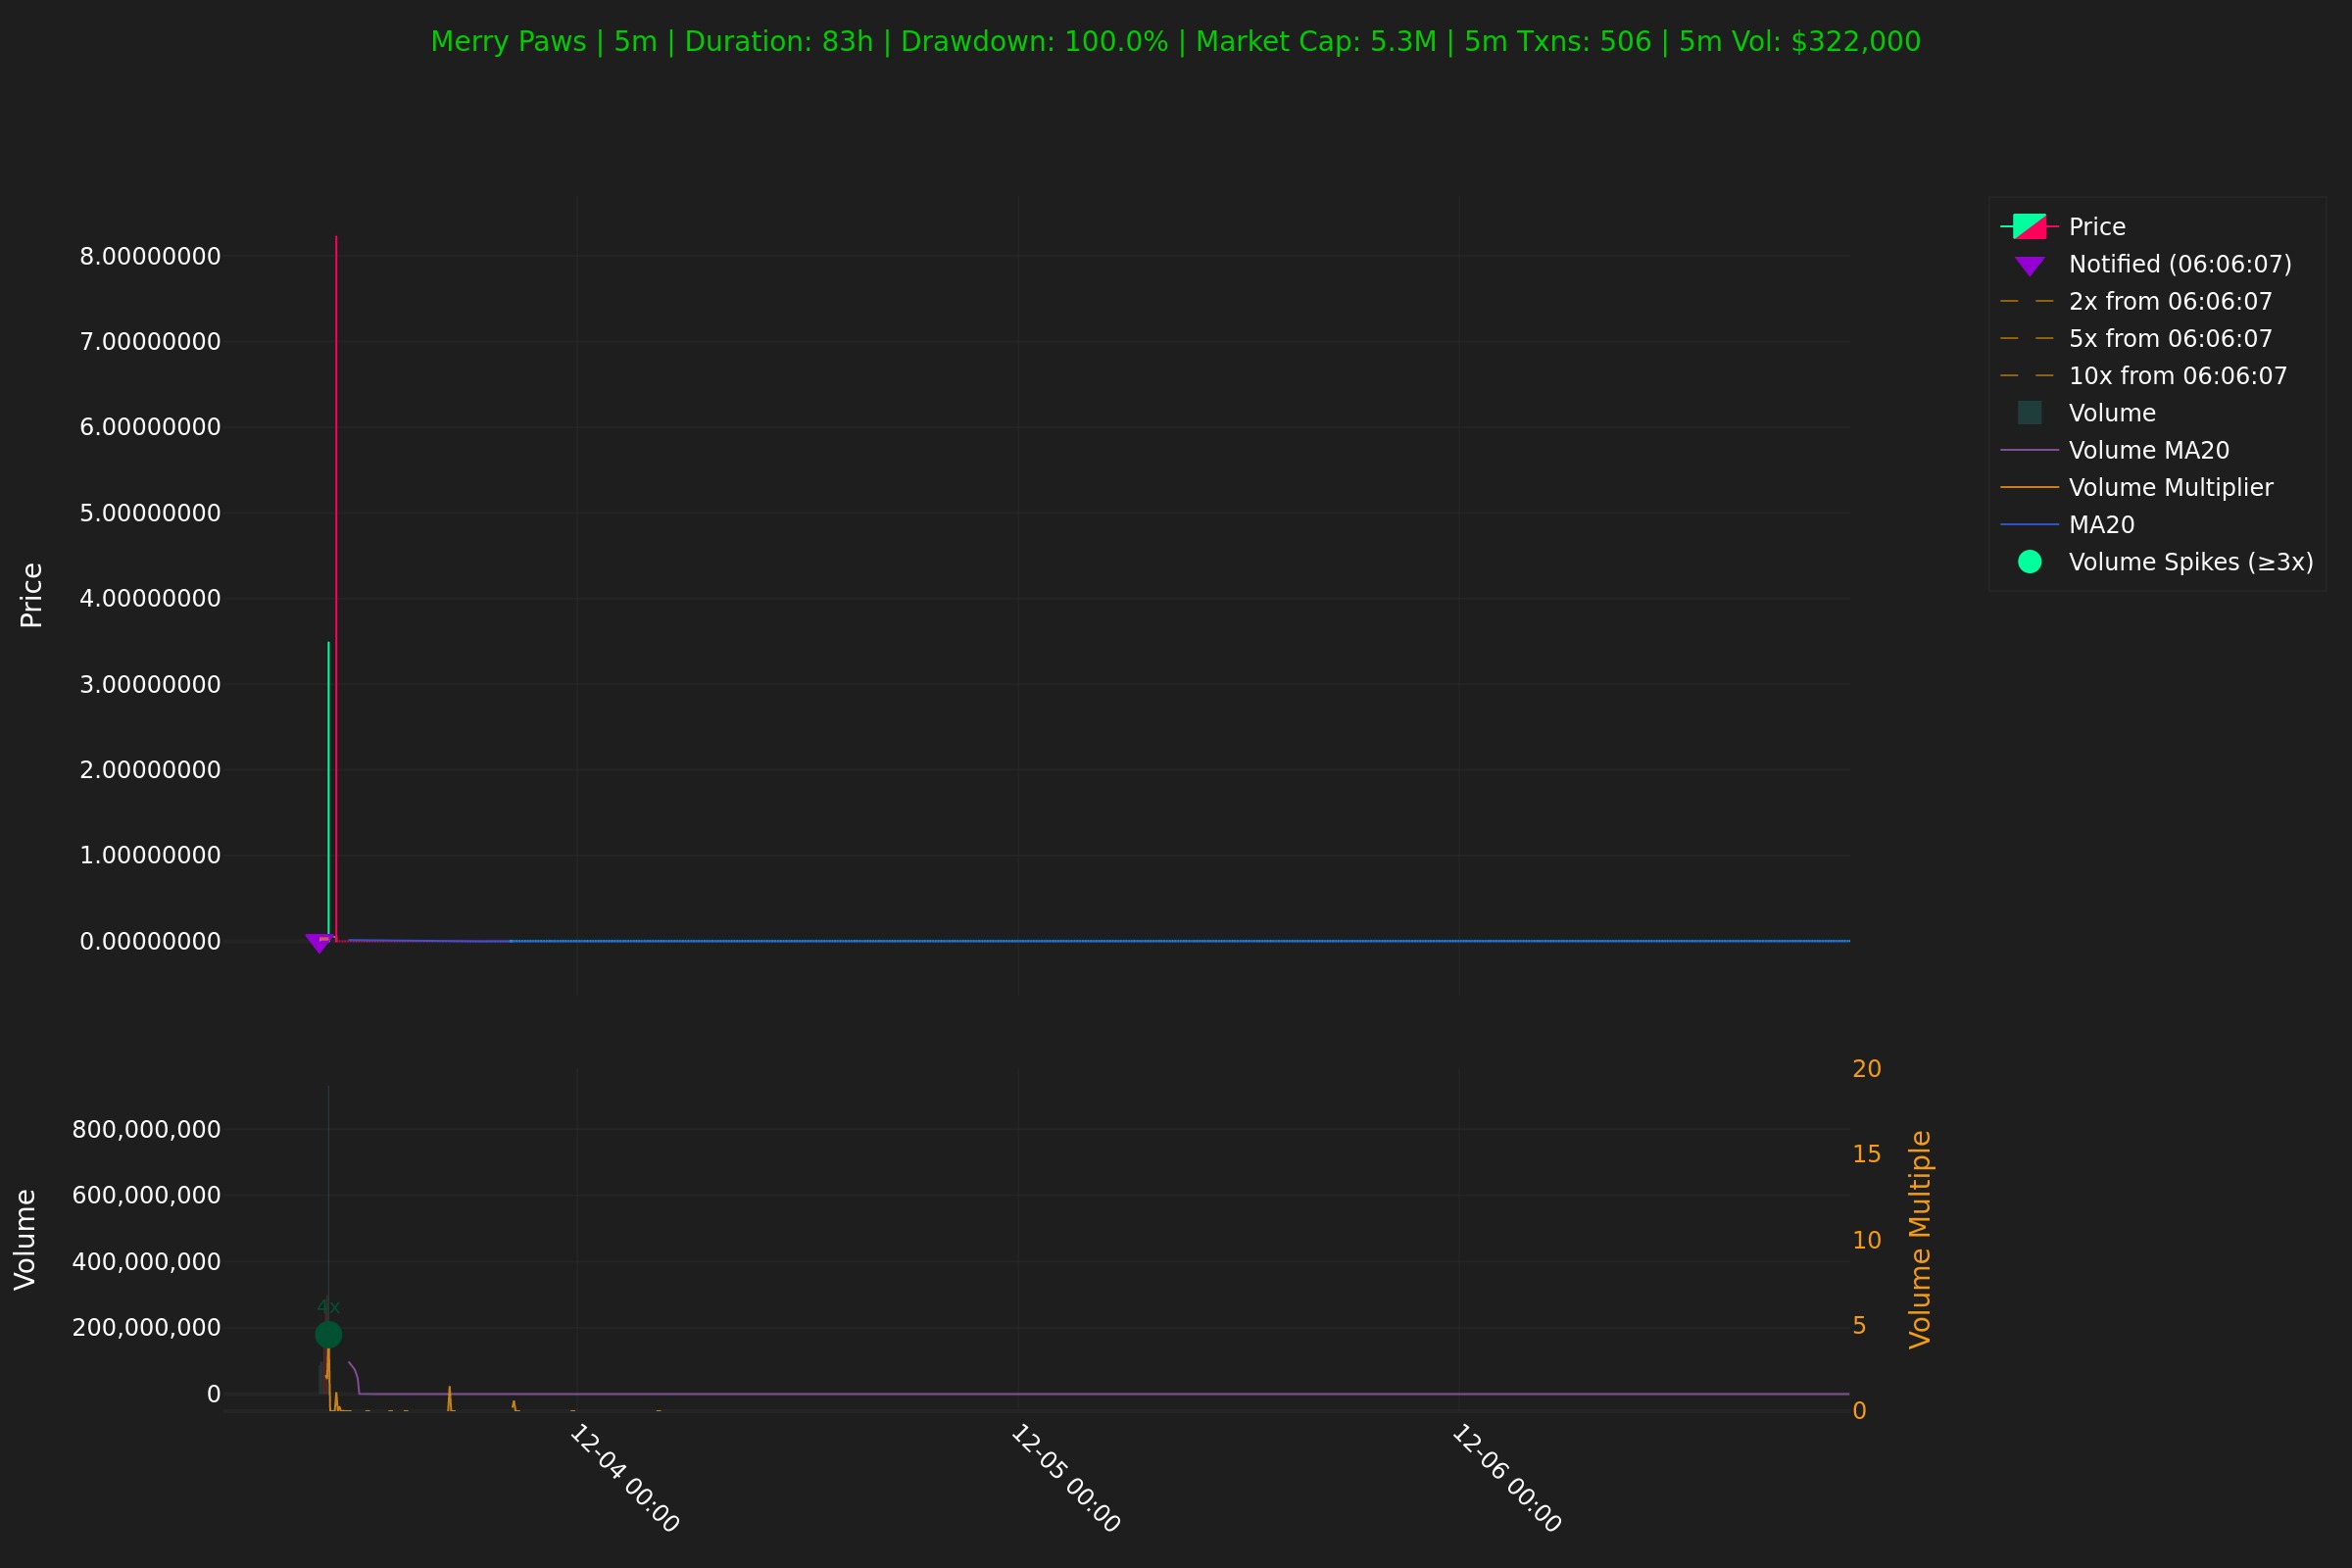 Merry Paws | 5m | Duration: 83h | Drawdown: 100.0% | Market Cap: 5.3M | 5m Txns: 506 | 5m Vol: $322,000
Price
8.00000000
7.00000000
6.00000000
5.00000000
4.00000000
3.00000000
2.00000000
1.00000000
0.00000000
Price
Notified (06:06:07)
2x from 06:06:07
5x from 06:06:07
10x from 06:06:07
Volume
Volume MA20
Volume Multiplier
MA20
Volume Spikes (≥3x)
Volume
800,000,000
600,000,000
400,000,000
200,000,000
0
4x
20
15
10
5
0
Volume Multiple
12-04 00:00
12-05 00:00
12-06 00:00